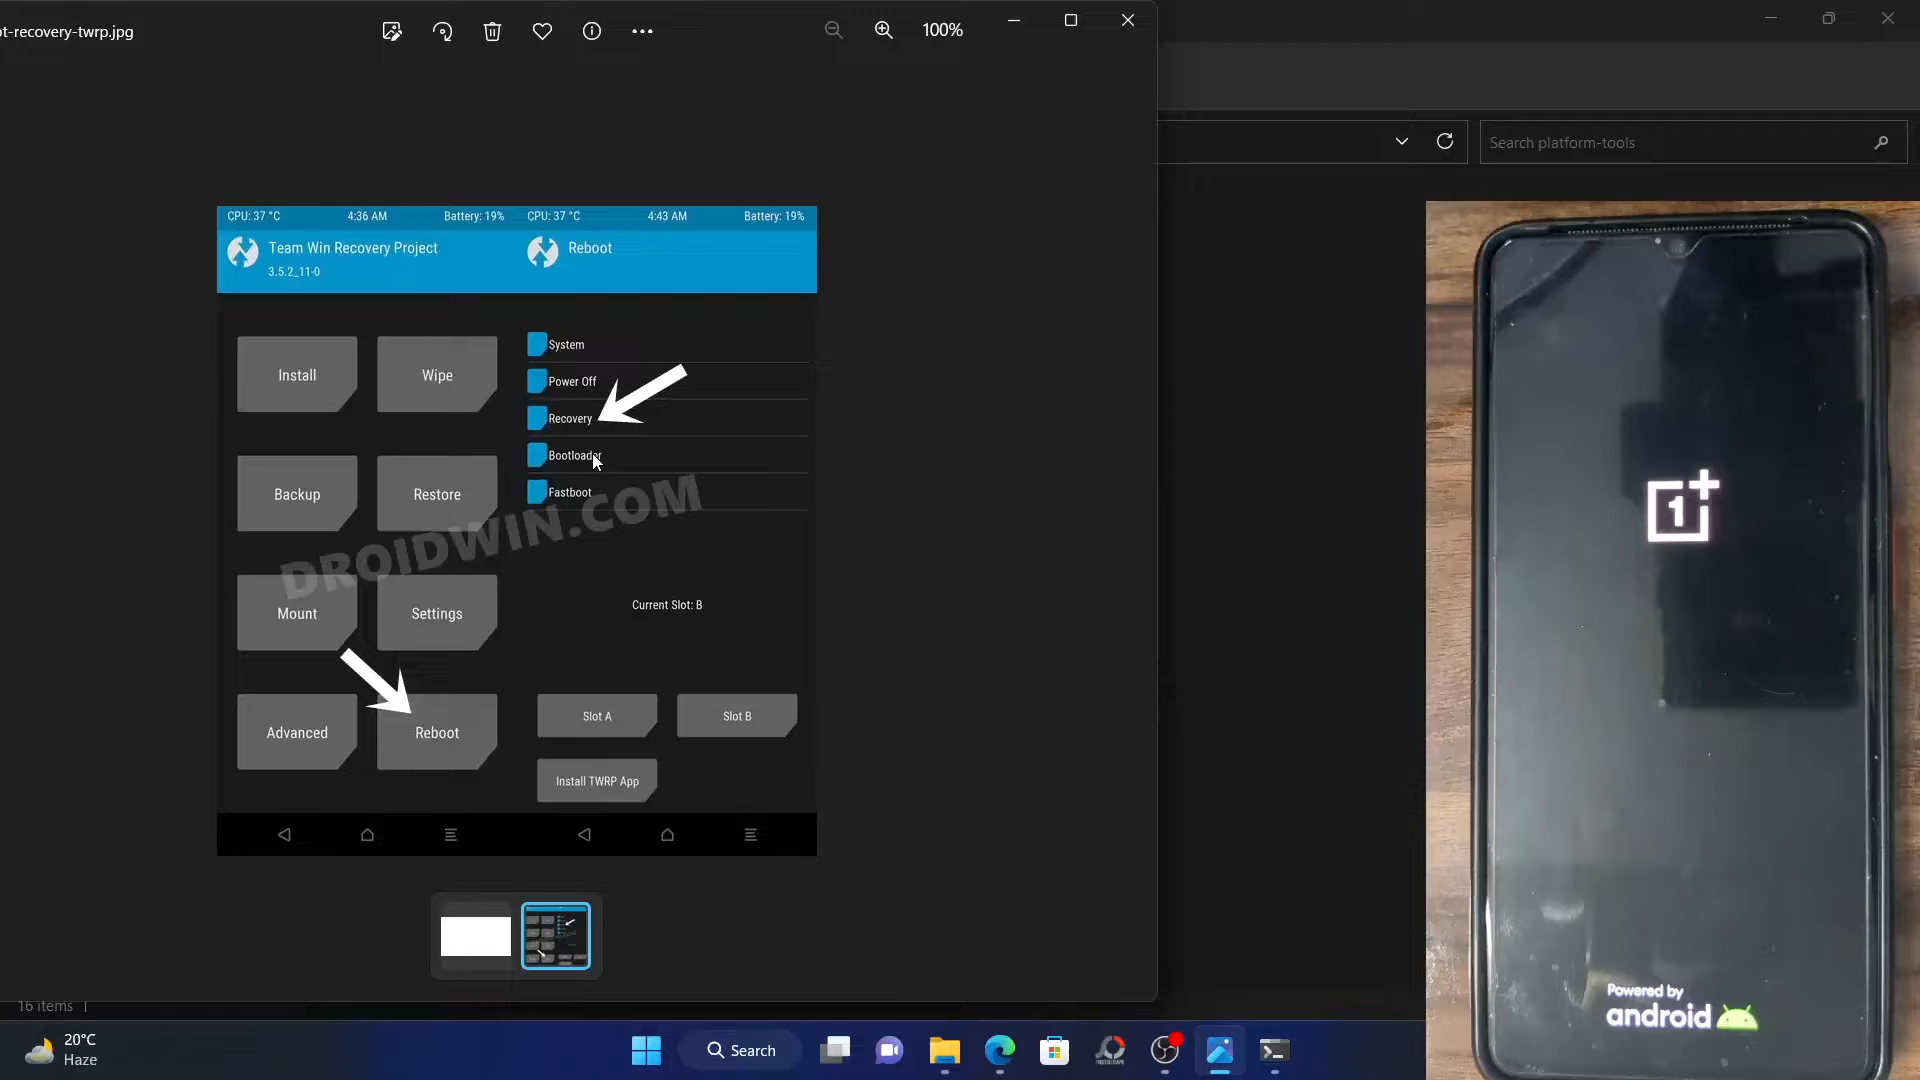 ot-recovery-twrp.jpg
100%
Search platform-tools
CPU: 37 °C 4:36 AM Battery: 19%
Team Win Recovery Project
3.5.2_11-0
Install
Wipe
Backup
Restore
Mount
Settings
Advanced
Reboot
CPU: 37 °C 4:43 AM Battery: 19%
Reboot
System
Power Off
Recovery
Bootloader
Fastboot
Current Slot: B
Slot A
Slot B
Install TWRP App
DROIDWIN.COM
1+
Powered by
android
16 items
20°C
Haze
Search